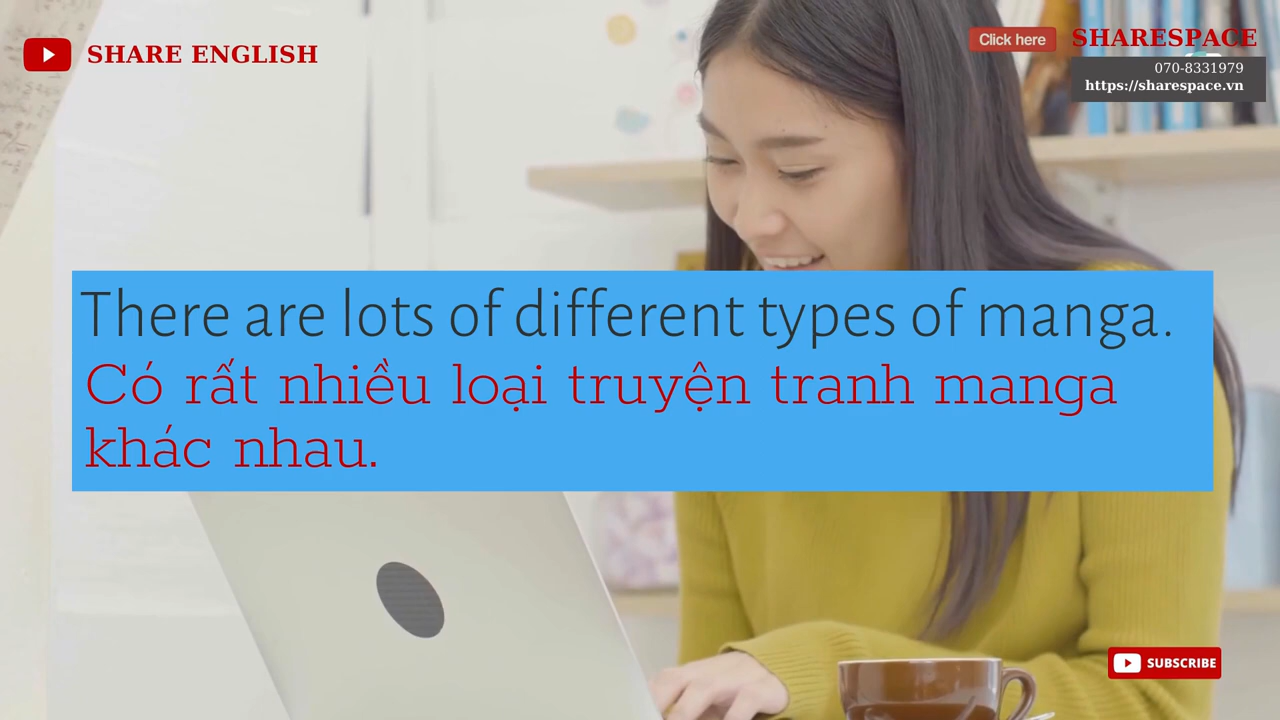 SHARE ENGLISH
Click here
SHARESPACE
070-8331979
https://sharespace.vn
There are lots of different types of manga.
Có rất nhiều loại truyện tranh manga
khác nhau.
SUBSCRIBE